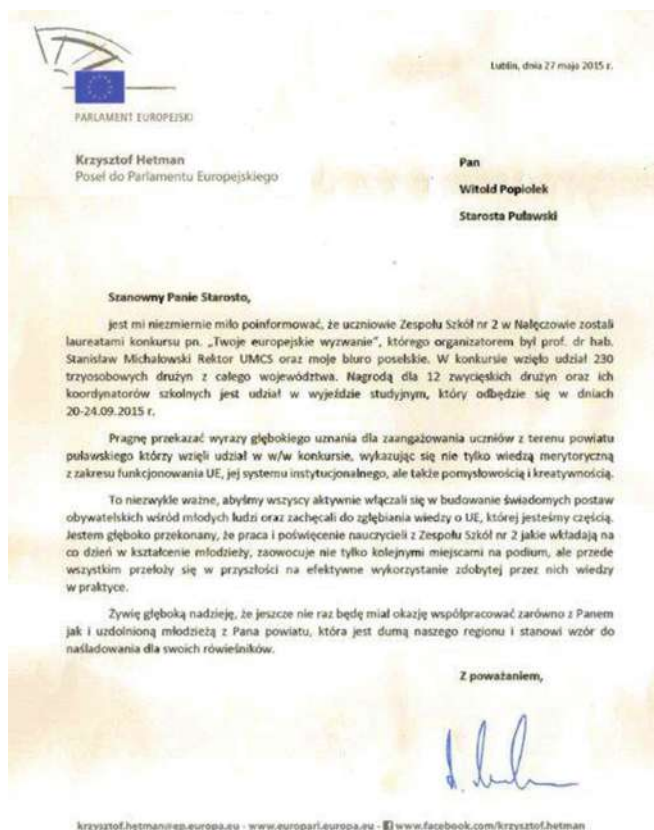 Lublin, dnia 27 maja 2015 r.
PARLAMENT EUROPEJSKI
Krzysztof Hetman
Poseł do Parlamentu Europejskiego
Pan
Witold Popiołek
Starosta Puławski
Szanowny Panie Starosto,
jest mi niezmiernie miło poinformować, że uczniowie Zespołu Szkół nr 2 w Nałęczowie zostali
laureatami konkursu pn. „Twoje europejskie wyzwanie”, którego organizatorem był prof. dr hab.
Stanisław Michałowski Rektor UMCS oraz moje biuro poselskie. W konkursie wzięło udział 230
trzyosobowych drużyn z całego województwa. Nagrodą dla 12 zwycięskich drużyn oraz ich
koordynatorów szkolnych jest udział w wyjeździe studyjnym, który odbędzie się w dniach
20-24.09.2015 r.
Pragnę przekazać wyrazy głębokiego uznania dla zaangażowania uczniów z terenu powiatu
puławskiego którzy wzięli udział w w/w konkursie, wykazując się nie tylko wiedzą merytoryczną
z zakresu funkcjonowania UE, jej systemu instytucjonalnego, ale także pomysłowością i kreatywnością.
To niezwykle ważne, abyśmy wszyscy aktywnie włączali się w budowanie świadomych postaw
obywatelskich wśród młodych ludzi oraz zachęcali do zgłębiania wiedzy o UE, której jesteśmy częścią.
Jestem głęboko przekonany, że praca i poświęcenie nauczycieli z Zespołu Szkół nr 2 jakie wkładają na
co dzień w kształcenie młodzieży, zaowocuje nie tylko kolejnymi miejscami na podium, ale przede
wszystkim przełoży się w przyszłości na efektywne wykorzystanie zdobytej przez nich wiedzy
w praktyce.
Żywię głęboką nadzieję, że jeszcze nie raz będę miał okazję współpracować zarówno z Panem
jak i uzdolnioną młodzieżą z Pana powiatu, która jest dumą naszego regionu i stanowi wzór do
naśladowania dla swoich rówieśników.
Z poważaniem,
krzysztof.hetman@ep.europa.eu - www.europarl.europa.eu - www.facebook.com/krzysztof.hetman